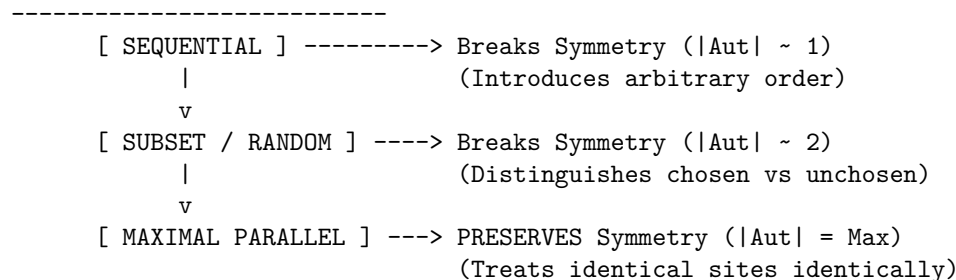 ---------------------------
[ SEQUENTIAL ] ---------> Breaks Symmetry (|Aut| ~ 1)
| (Introduces arbitrary order)
v
[ SUBSET / RANDOM ] ----> Breaks Symmetry (|Aut| ~ 2)
| (Distinguishes chosen vs unchosen)
v
[ MAXIMAL PARALLEL ] ---> PRESERVES Symmetry (|Aut| = Max)
(Treats identical sites identically)